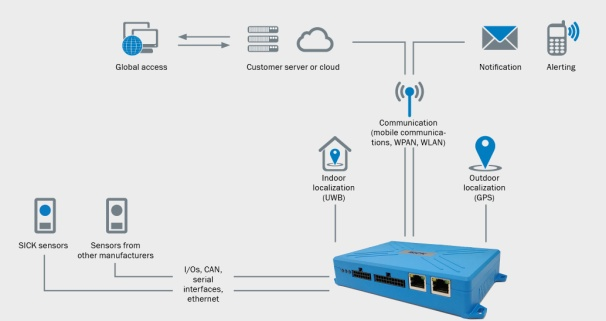 Global access
Customer server or cloud
Notification
Alerting
Communication
(mobile communica-
tions, WPAN, WLAN)
Indoor
localization
(UWB)
Outdoor
localization
(GPS)
SICK sensors
Sensors from
other manufacturers
I/Os, CAN,
serial
interfaces,
ethernet